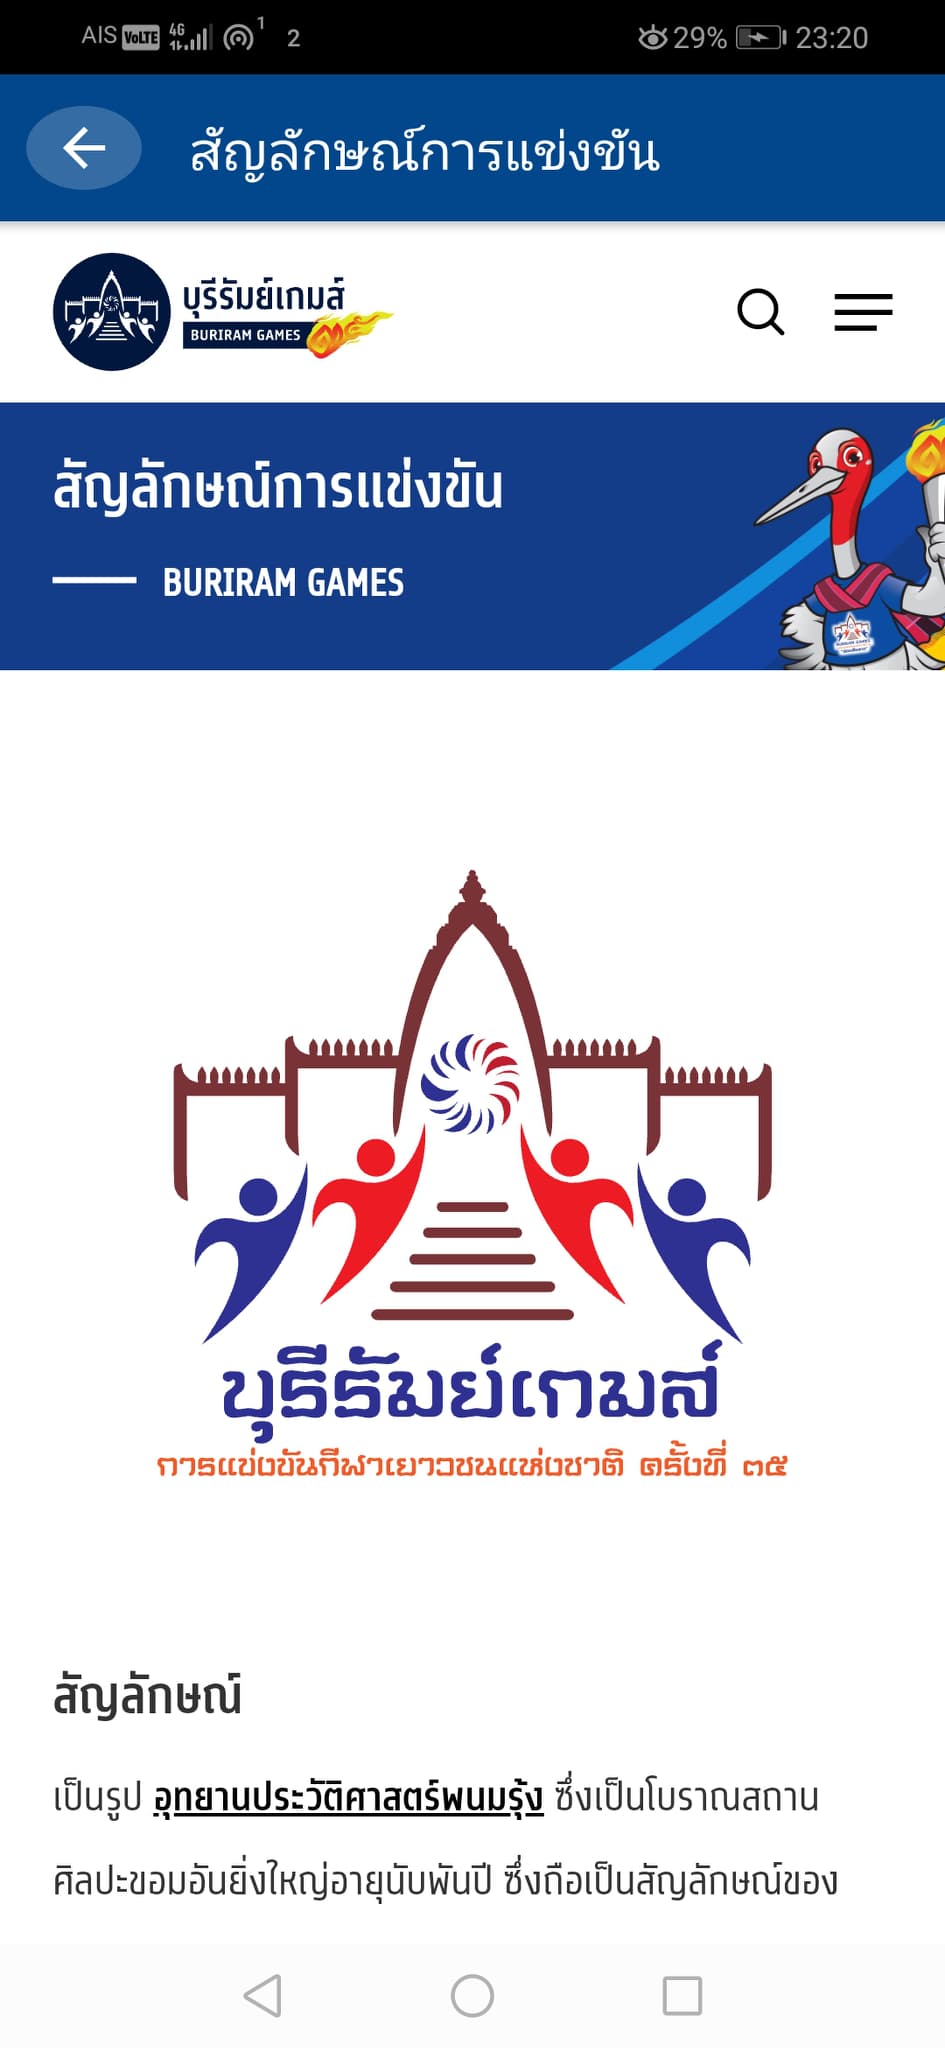 AIS VoLTE 4G 1 2 29% 23:20
สัญลักษณ์การแข่งขัน
บุรีรัมย์เกมส์
BURIRAM GAMES
สัญลักษณ์การแข่งขัน
BURIRAM GAMES
บุรีรัมย์เกมส์
การแข่งขันกีฬาเยาวชนแห่งชาติ ครั้งที่ ๓๕
สัญลักษณ์
เป็นรูป อุทยานประวัติศาสตร์พนมรุ้ง ซึ่งเป็นโบราณสถาน
ศิลปะขอมอันยิ่งใหญ่อายุนับพันปี ซึ่งถือเป็นสัญลักษณ์ของ